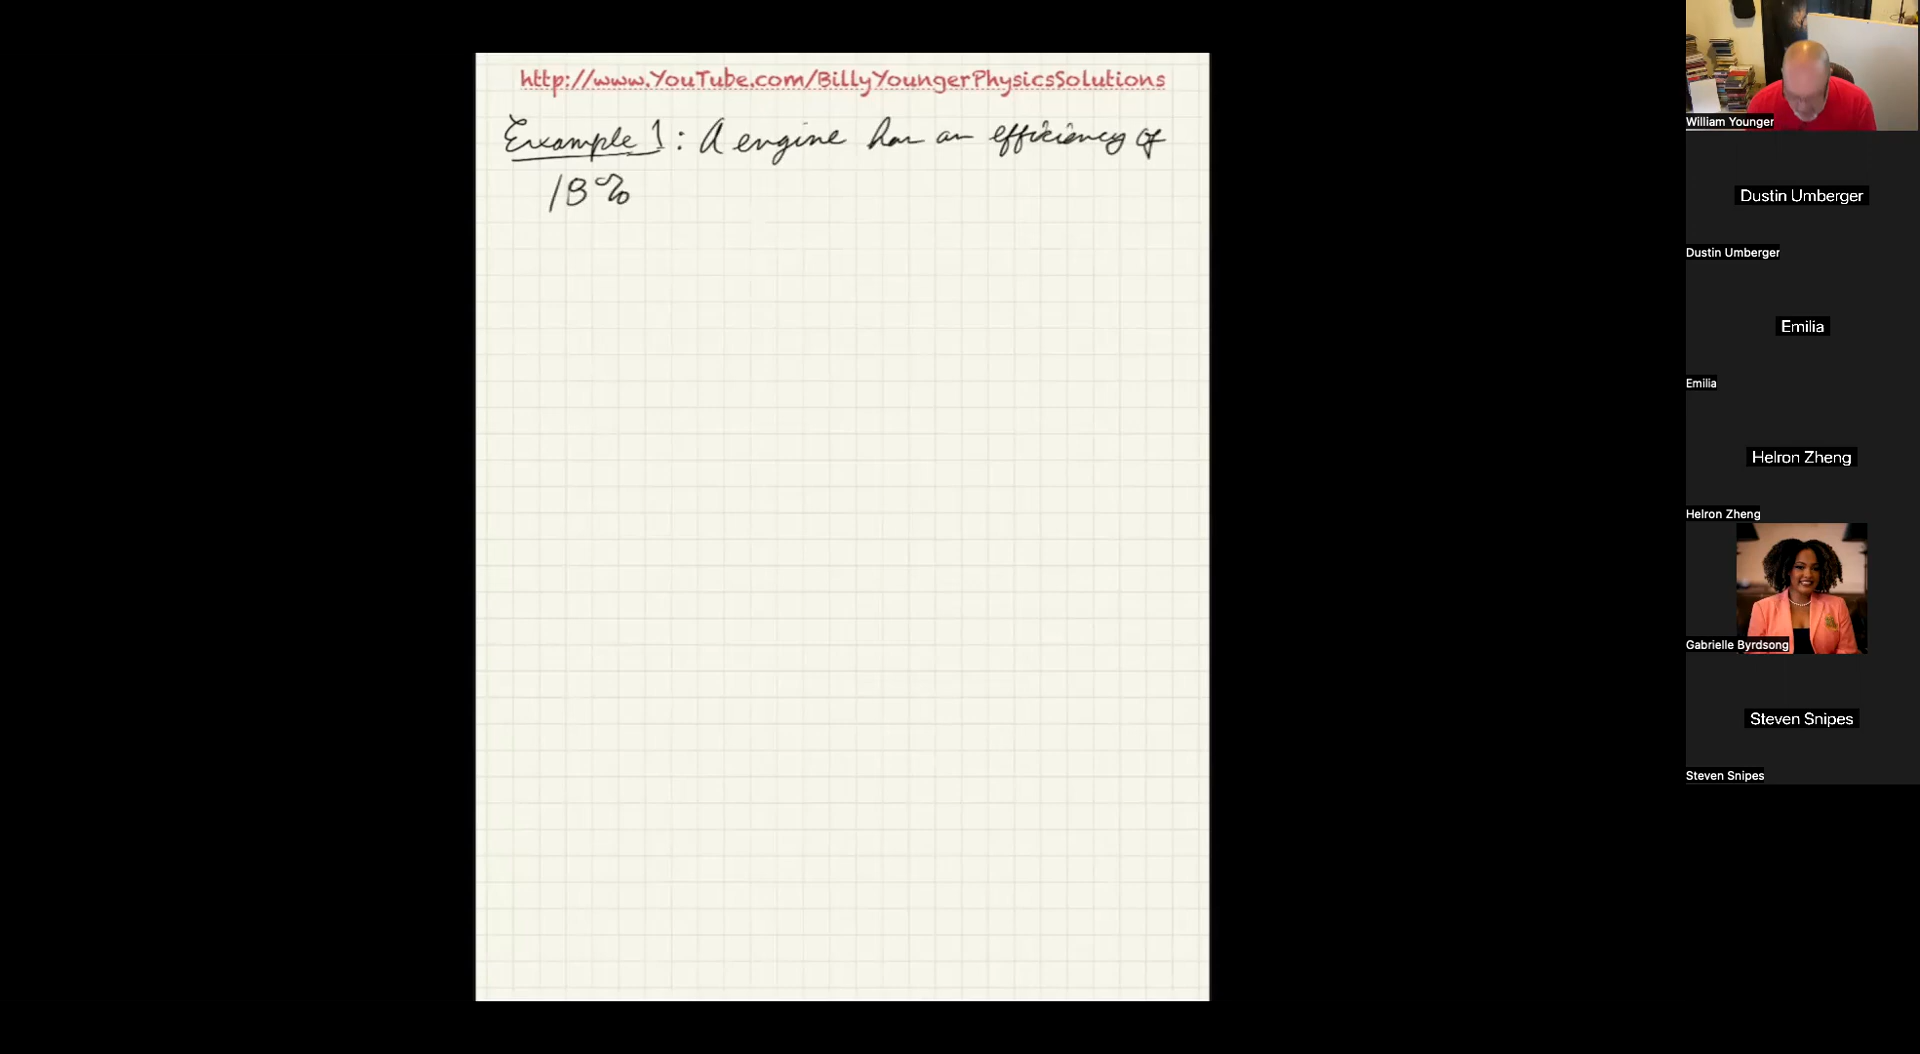 http://www.YouTube.com/BillyYoungerPhysicsSolutions
Example 1: A engine has an efficiency of
18%
William Younger
Dustin Umberger
Dustin Umberger
Emilia
Emilia
Helron Zheng
Helron Zheng
Gabrielle Byrdsong
Steven Snipes
Steven Snipes